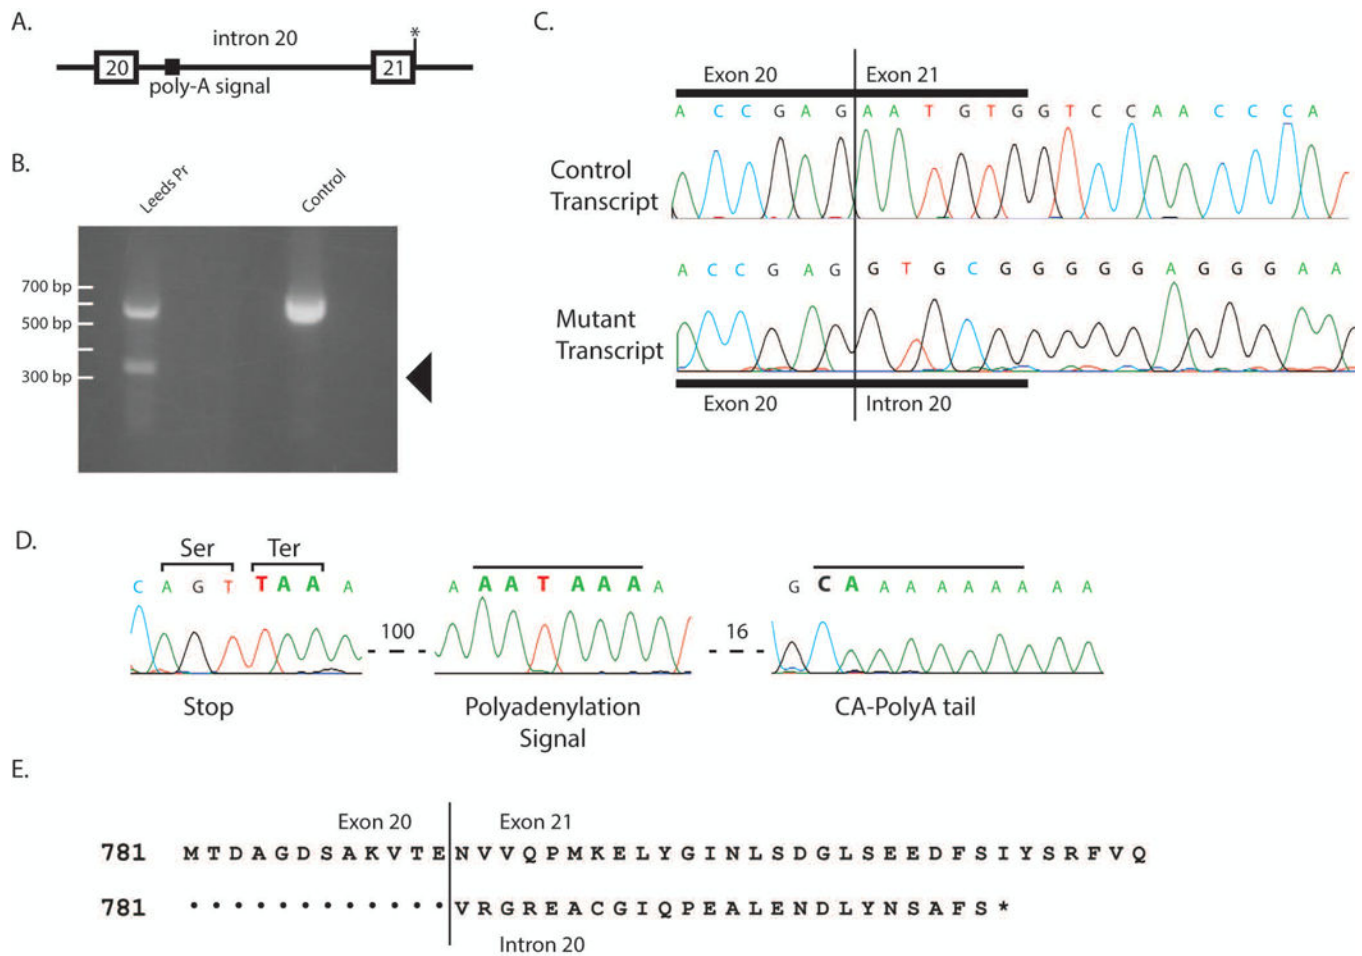 A.
intron 20
*
20
21
poly-A signal
B.
Leeds Pr
Control
700 bp
500 bp
300 bp
C.
Exon 20
Exon 21
A C C G A G A A T G T G G T C C A A C C C A
Control
Transcript
A C C G A G G T G C G G G G G A G G G A A
Mutant
Transcript
Exon 20
Intron 20
D.
Ser
Ter
C A G T T A A A
100
A A A T A A A A
16
G C A A A A A A A A A
Stop
Polyadenylation
Signal
CA-PolyA tail
E.
Exon 20
Exon 21
781 M T D A G D S A K V T E N V V Q P M K E L Y G I N L S D G L S E E D F S I Y S R F V Q
781 • • • • • • • • • • • • V R G R E A C G I Q P E A L E N D L Y N S A F S *
Intron 20